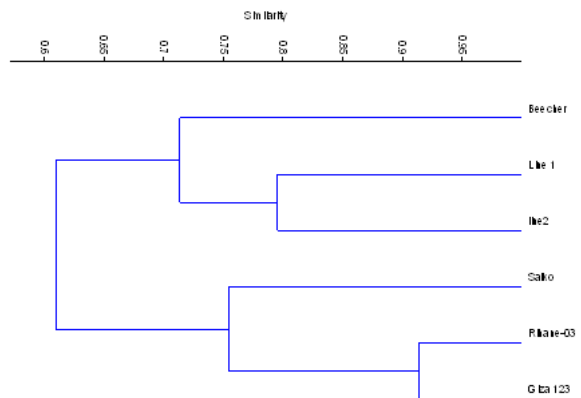 Similarity
0.6
0.65
0.7
0.75
0.8
0.85
0.9
0.95
Beecher
Line 1
line2
Saiko
Rihane-03
Giza 123